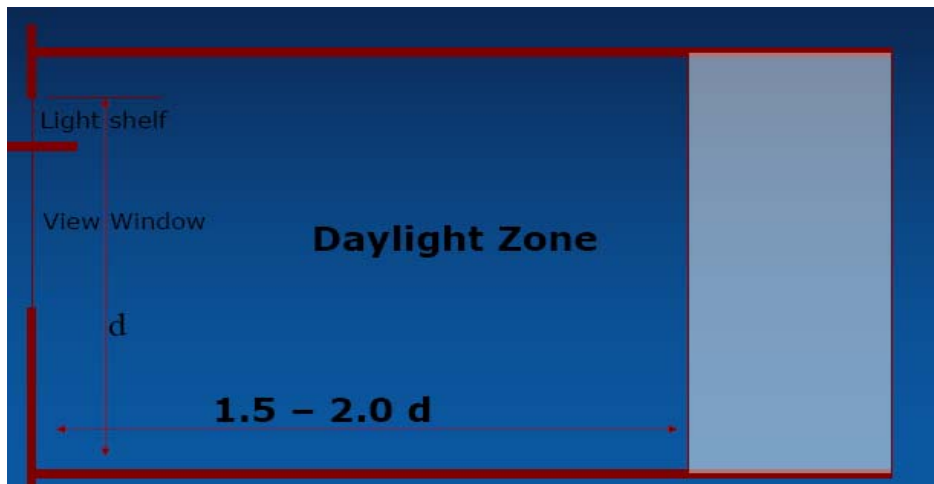 Light shelf
View Window
Daylight Zone
d
1.5 – 2.0 d